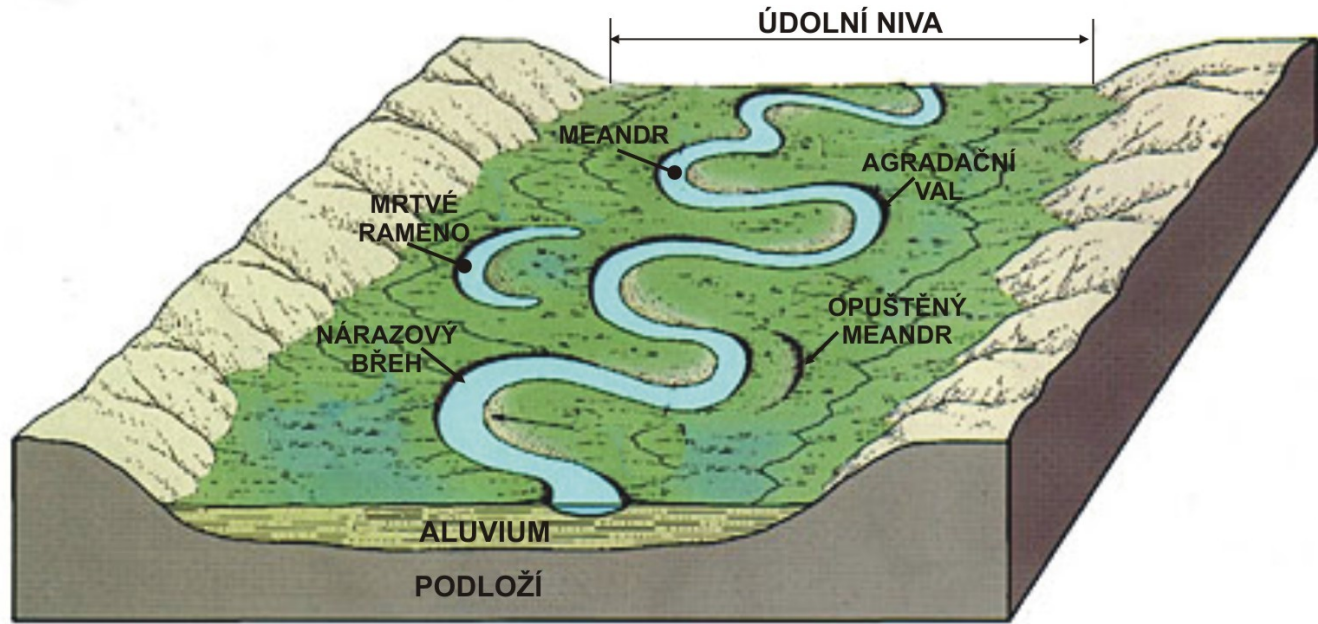 ÚDOLNÍ NIVA
MEANDR
AGRADAČNÍ
VAL
MRTVÉ
RAMENO
OPUŠTĚNÝ
MEANDR
NÁRAZOVÝ
BŘEH
ALUVIUM
PODLOŽÍ